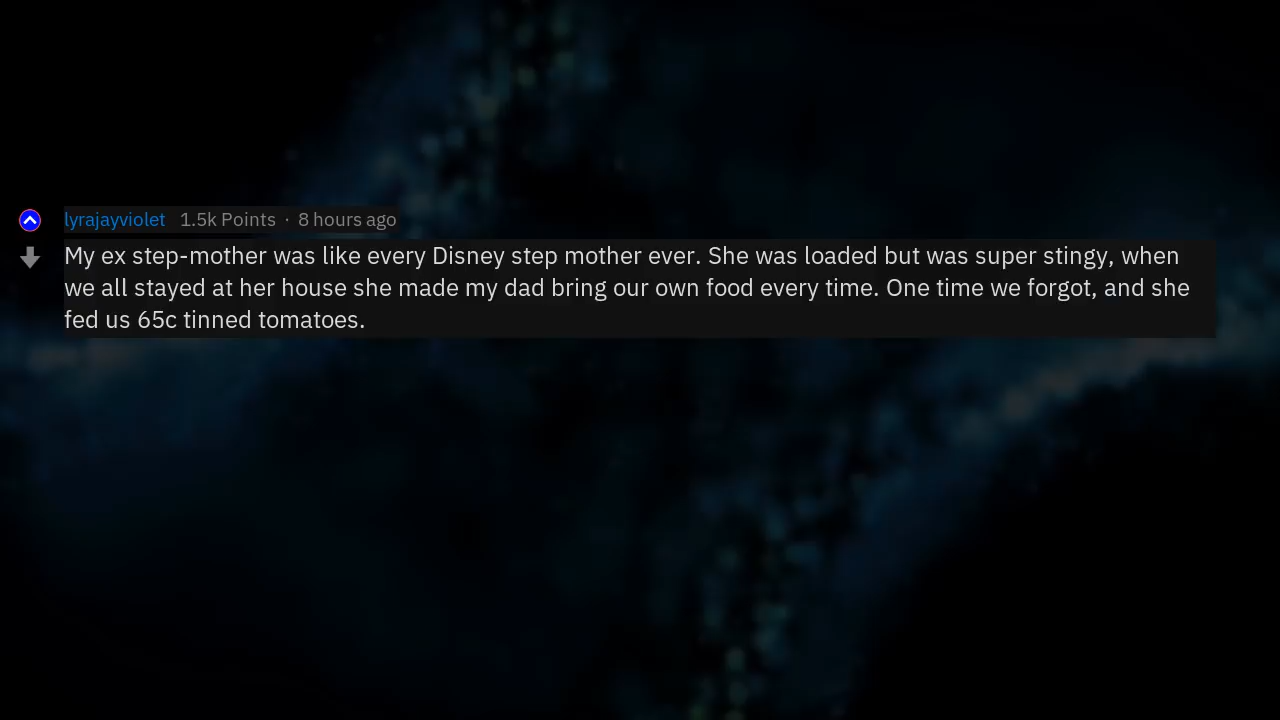 lyrajayviolet 1.5k Points · 8 hours ago
My ex step-mother was like every Disney step mother ever. She was loaded but was super stingy, when
we all stayed at her house she made my dad bring our own food every time. One time we forgot, and she
fed us 65c tinned tomatoes.